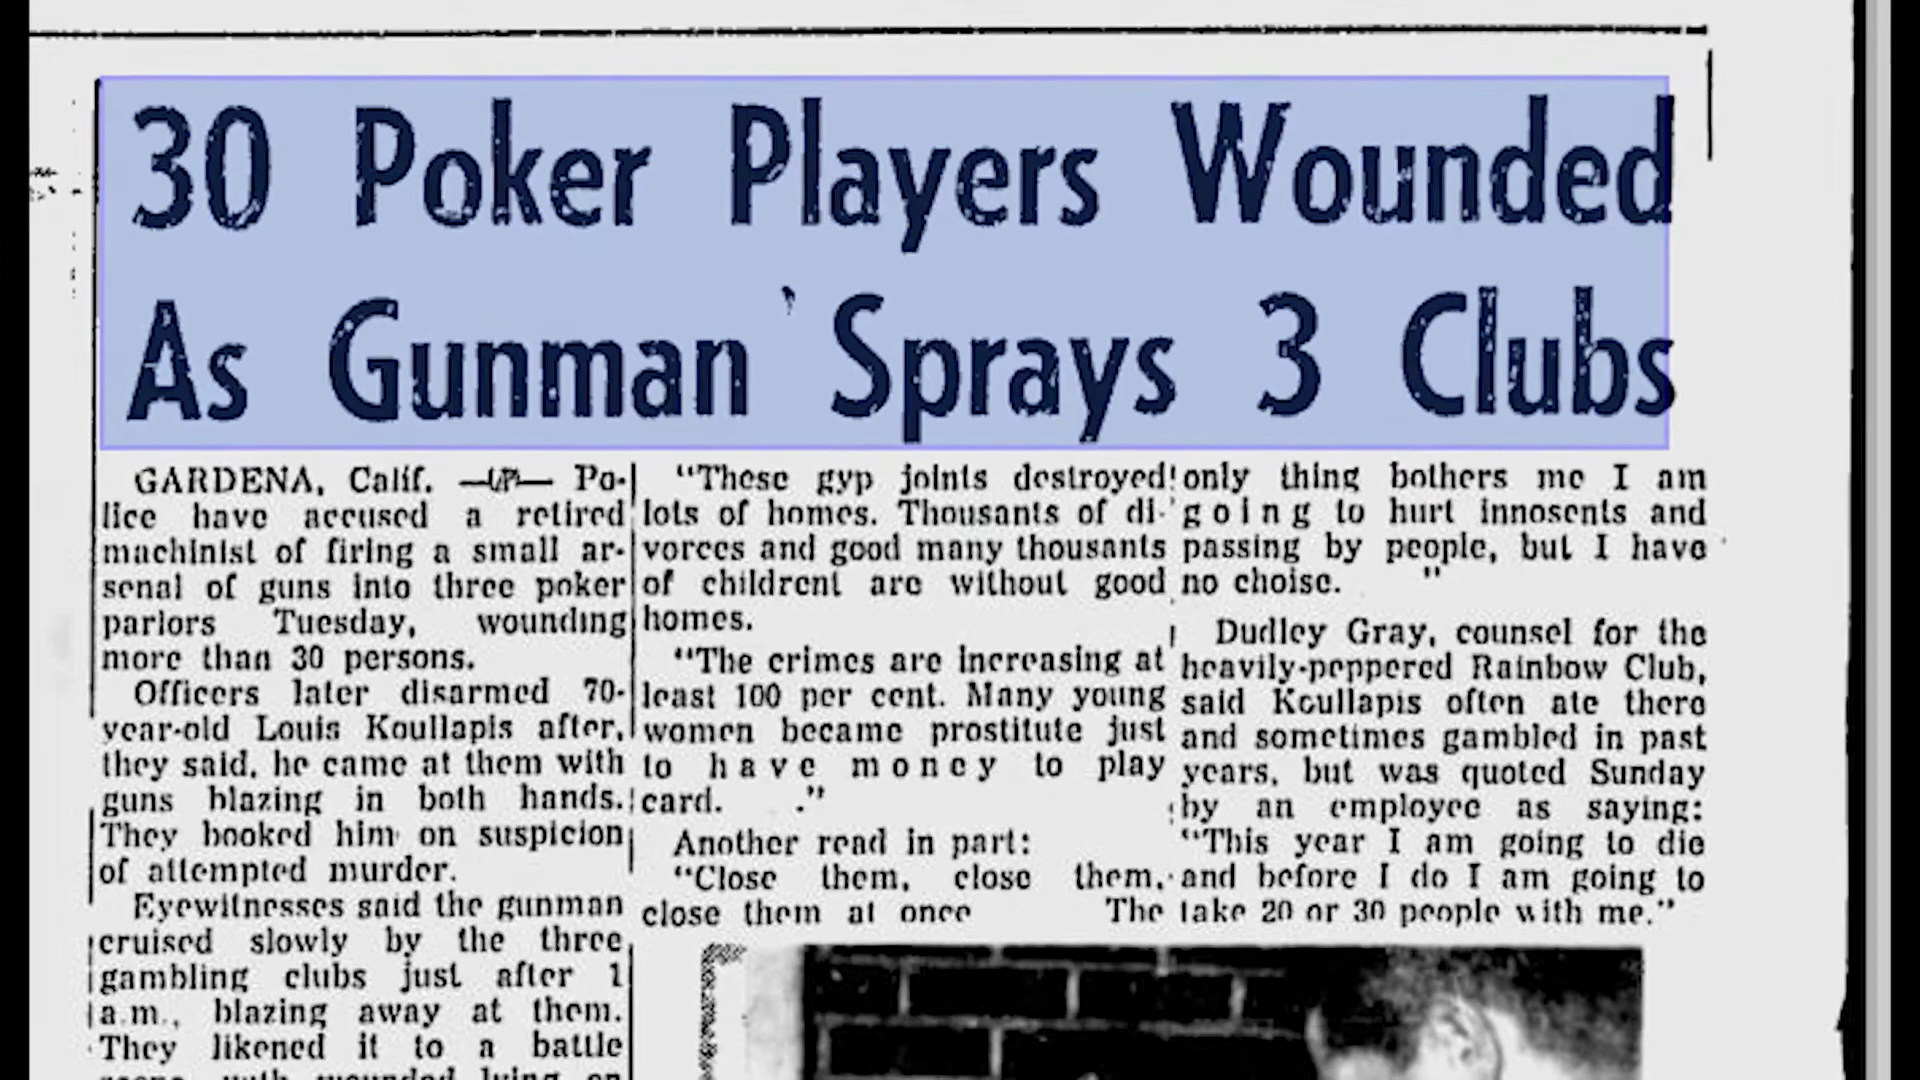 30 Poker Players Wounded
As Gunman Sprays 3 Clubs
GARDENA, Calif. —UP— Po-
lice have accused a retired
machinist of firing a small ar-
senal of guns into three poker
parlors Tuesday, wounding
more than 30 persons.
Officers later disarmed 70-
year-old Louis Koullapis after,
they said, he came at them with
guns blazing in both hands.
They booked him on suspicion
of attempted murder.
Eyewitnesses said the gunman
cruised slowly by the three
gambling clubs just after 1
a.m., blazing away at them.
They likened it to a battle
scene, with wounded lying on
"These gyp joints destroyed
lots of homes. Thousands of di-
vorces and good many thousands
of childrent are without good
homes.
"The crimes are increasing at
least 100 per cent. Many young
women became prostitute just
to have money to play
card. ."
Another read in part:
"Close them, close them,
close them at once The
only thing bothers me I am
going to hurt innosents and
passing by people, but I have
no choise. "
Dudley Gray, counsel for the
heavily-peppered Rainbow Club,
said Koullapis often ate there
and sometimes gambled in past
years, but was quoted Sunday
by an employee as saying:
"This year I am going to die
and before I do I am going to
take 20 or 30 people with me."